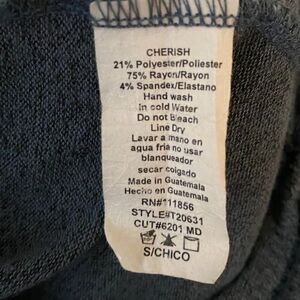 CHERISH
21% Polyester/Poliester
75% Rayon/Rayon
4% Spandex/Elastano
Hand wash
In cold Water
Do not Bleach
Line Dry
Lavar a mano en
agua fria no usar
blanqueador
secar colgado
Made in Guatemala
Hecho en Guatemala
RN#111856
STYLE#T20631
CUT#6201 MD
S/CHICO